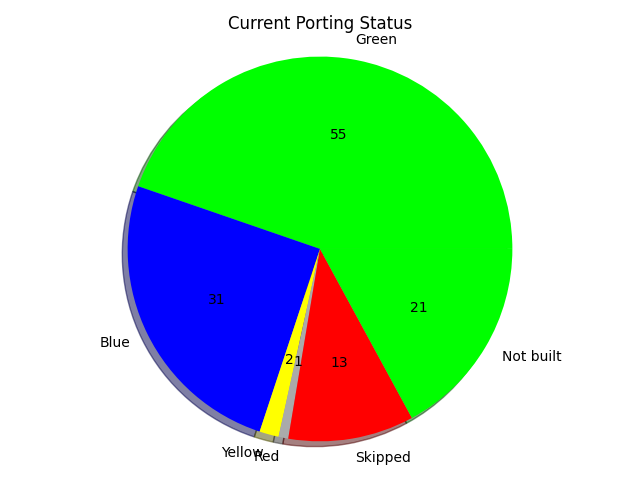 Current Porting Status
Green
55
31
21
Blue
Not built
2
1
13
Yellow
Red
Skipped